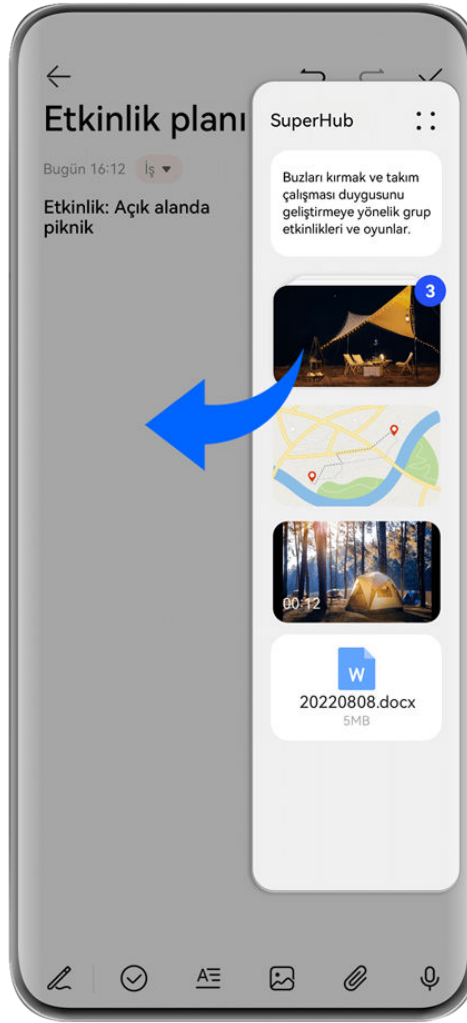 Etkinlik planı
Bugün 16:12 İş
Etkinlik: Açık alanda
piknik
SuperHub
Buzları kırmak ve takım
çalışması duygusunu
geliştirmeye yönelik grup
etkinlikleri ve oyunlar.
3
00:12
W
20220808.docx
5MB
A